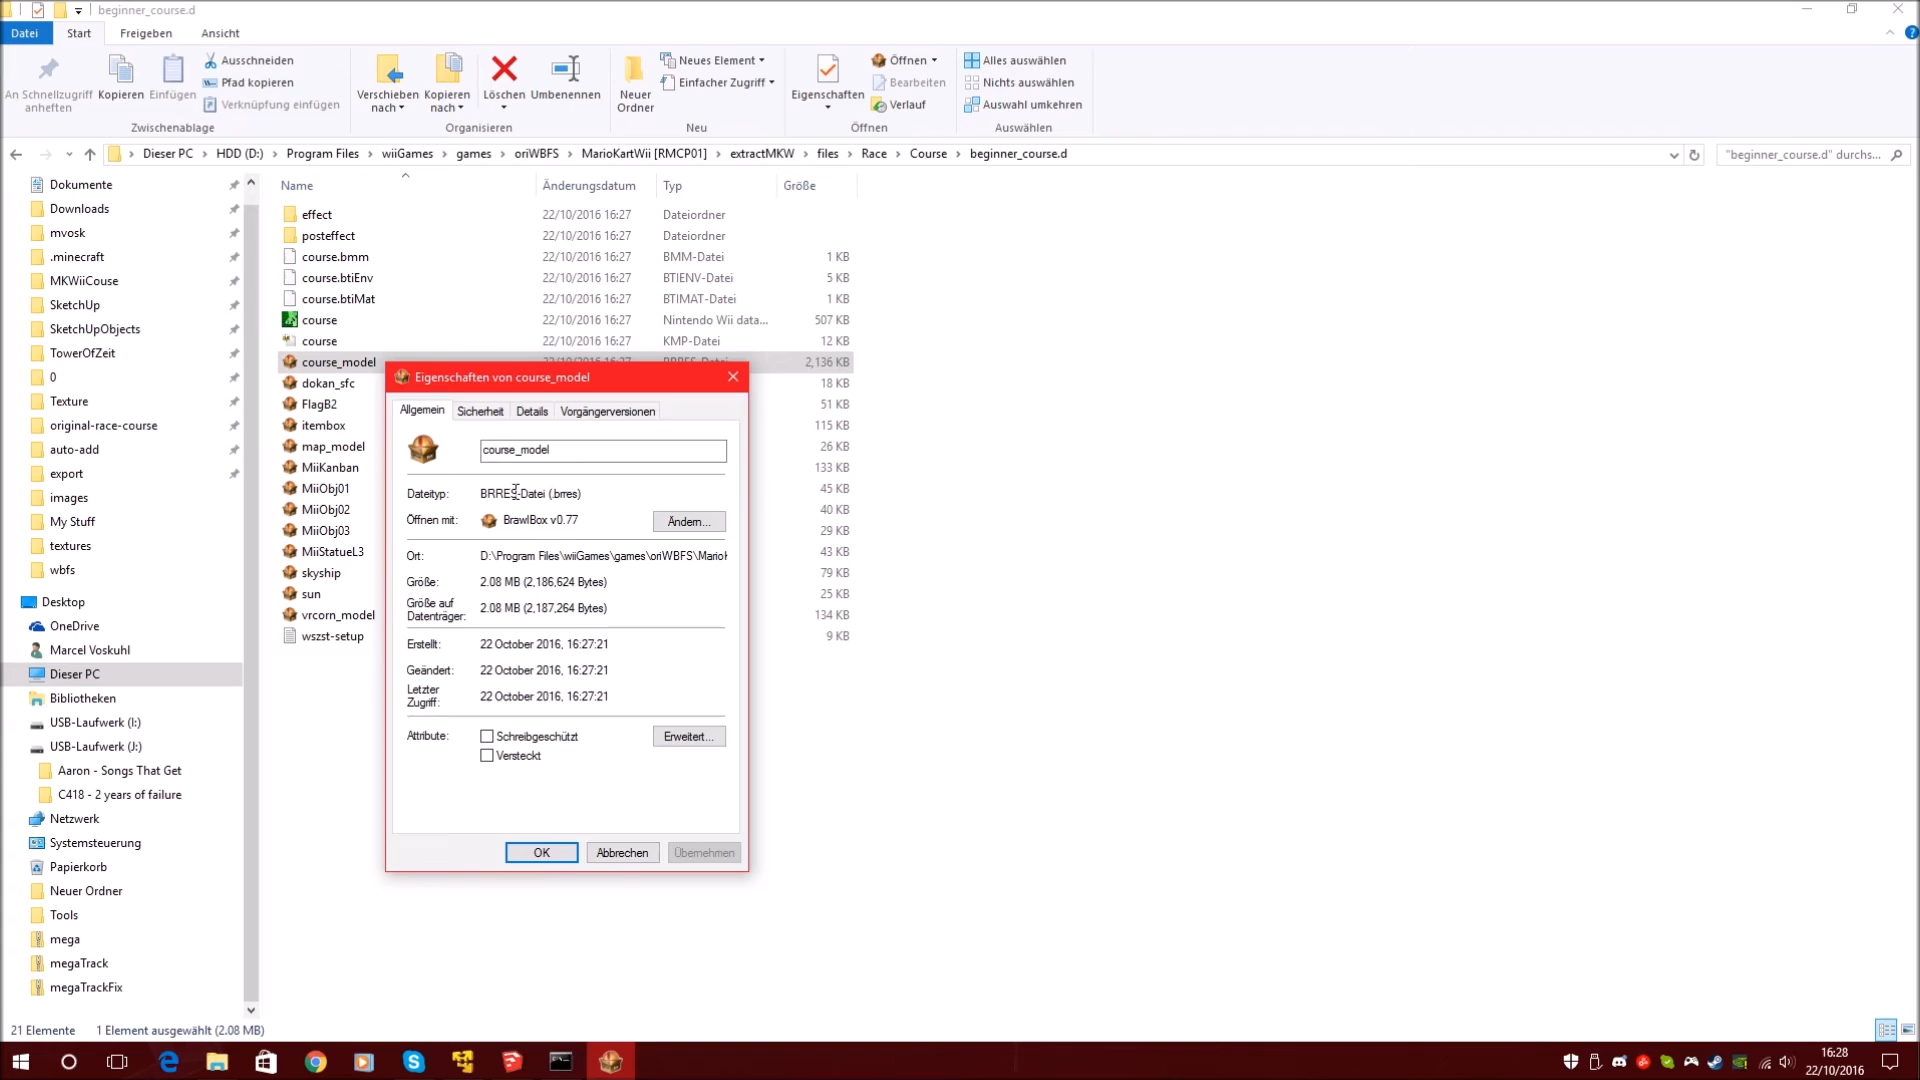 beginner_course.d
Datei Start Freigeben Ansicht
An Schnellzugriff anheften
Kopieren
Einfügen
Ausschneiden
Pfad kopieren
Verknüpfung einfügen
Zwischenablage
Verschieben nach
Kopieren nach
Löschen
Umbenennen
Organisieren
Neuer Ordner
Neues Element
Einfacher Zugriff
Neu
Eigenschaften
Öffnen
Bearbeiten
Verlauf
Öffnen
Alles auswählen
Nichts auswählen
Auswahl umkehren
Auswählen
Dieser PC > HDD (D:) > Program Files > wiiGames > games > oriWBFS > MarioKartWii [RMCP01] > extractMKW > files > Race > Course > beginner_course.d
"beginner_course.d" durchs...
Dokumente
Downloads
mvosk
.minecraft
MKWiiCouse
SketchUp
SketchUpObjects
TowerOfZeit
0
Texture
original-race-course
auto-add
export
images
My Stuff
textures
wbfs
Desktop
OneDrive
Marcel Voskuhl
Dieser PC
Bibliotheken
USB-Laufwerk (I:)
USB-Laufwerk (J:)
Aaron - Songs That Get
C418 - 2 years of failure
Netzwerk
Systemsteuerung
Papierkorb
Neuer Ordner
Tools
mega
megaTrack
megaTrackFix
Name Änderungsdatum Typ Größe
effect 22/10/2016 16:27 Dateiordner
posteffect 22/10/2016 16:27 Dateiordner
course.bmm 22/10/2016 16:27 BMM-Datei 1 KB
course.btiEnv 22/10/2016 16:27 BTIENV-Datei 5 KB
course.btiMat 22/10/2016 16:27 BTIMAT-Datei 1 KB
course 22/10/2016 16:27 Nintendo Wii data... 507 KB
course 22/10/2016 16:27 KMP-Datei 12 KB
course_model 22/10/2016 16:27 BRRES-Datei 2,136 KB
dokan_sfc 18 KB
FlagB2 51 KB
itembox 115 KB
map_model 26 KB
MiiKanban 133 KB
MiiObj01 45 KB
MiiObj02 40 KB
MiiObj03 29 KB
MiiStatueL3 43 KB
skyship 79 KB
sun 25 KB
vrcorn_model 134 KB
wszst-setup 9 KB
Eigenschaften von course_model
Allgemein Sicherheit Details Vorgängerversionen
course_model
Dateityp: BRRES-Datei (.brres)
Öffnen mit: BrawlBox v0.77 Ändern...
Ort: D:\Program Files\wiiGames\games\oriWBFS\Mario
Größe: 2.08 MB (2,186,624 Bytes)
Größe auf Datenträger: 2.08 MB (2,187,264 Bytes)
Erstellt: 22 October 2016, 16:27:21
Geändert: 22 October 2016, 16:27:21
Letzter Zugriff: 22 October 2016, 16:27:21
Attribute: Schreibgeschützt Erweitert...
Versteckt
OK Abbrechen Übernehmen
21 Elemente 1 Element ausgewählt (2.08 MB)
16:28
22/10/2016